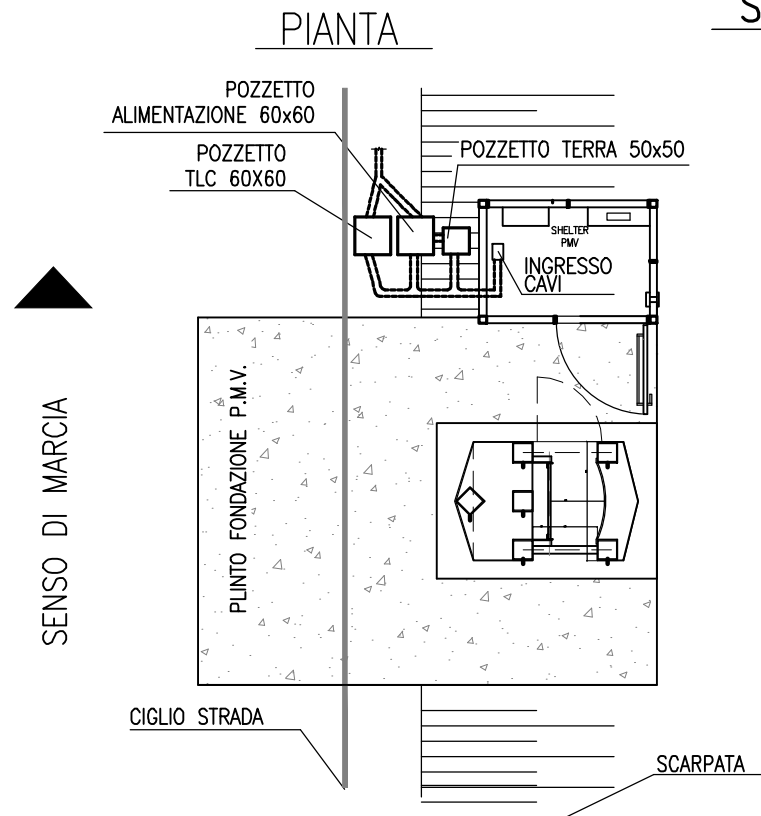 PIANTA
S
POZZETTO
ALIMENTAZIONE 60x60
POZZETTO
TLC 60X60
POZZETTO TERRA 50x50
SHELTER
PMV
INGRESSO
CAVI
PLINTO FONDAZIONE P.M.V.
SENSO DI MARCIA
CIGLIO STRADA
SCARPATA